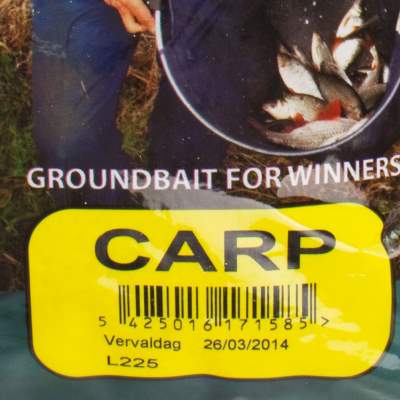 GROUNDBAIT FOR WINNERS
CARP
5 425016 171585 >
Vervaldag 26/03/2014
L225